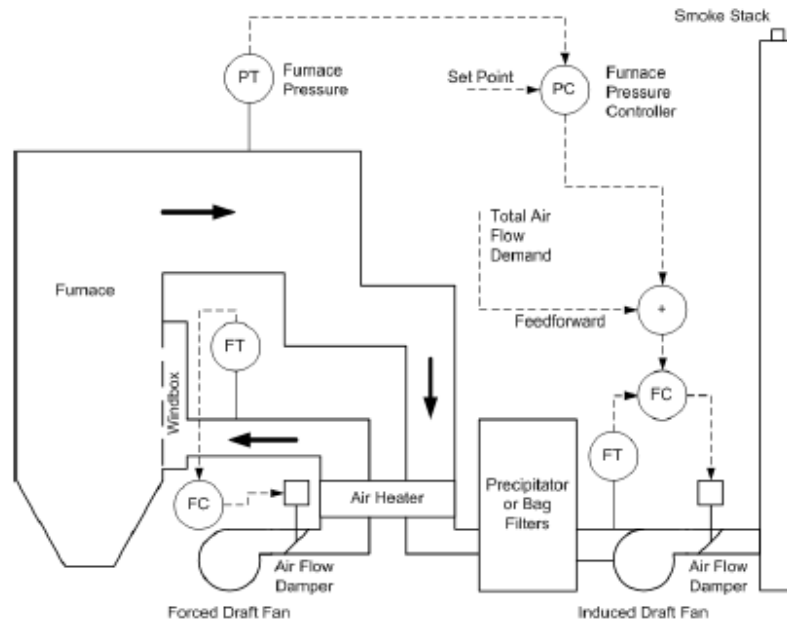 Smoke Stack
PT
Furnace
Pressure
Set Point
PC
Furnace
Pressure
Controller
Total Air
Flow
Demand
Feedforward
+
Furnace
FT
Windbox
FC
FT
FC
Air Heater
Precipitator
or Bag
Filters
Air Flow
Damper
Air Flow
Damper
Forced Draft Fan
Induced Draft Fan